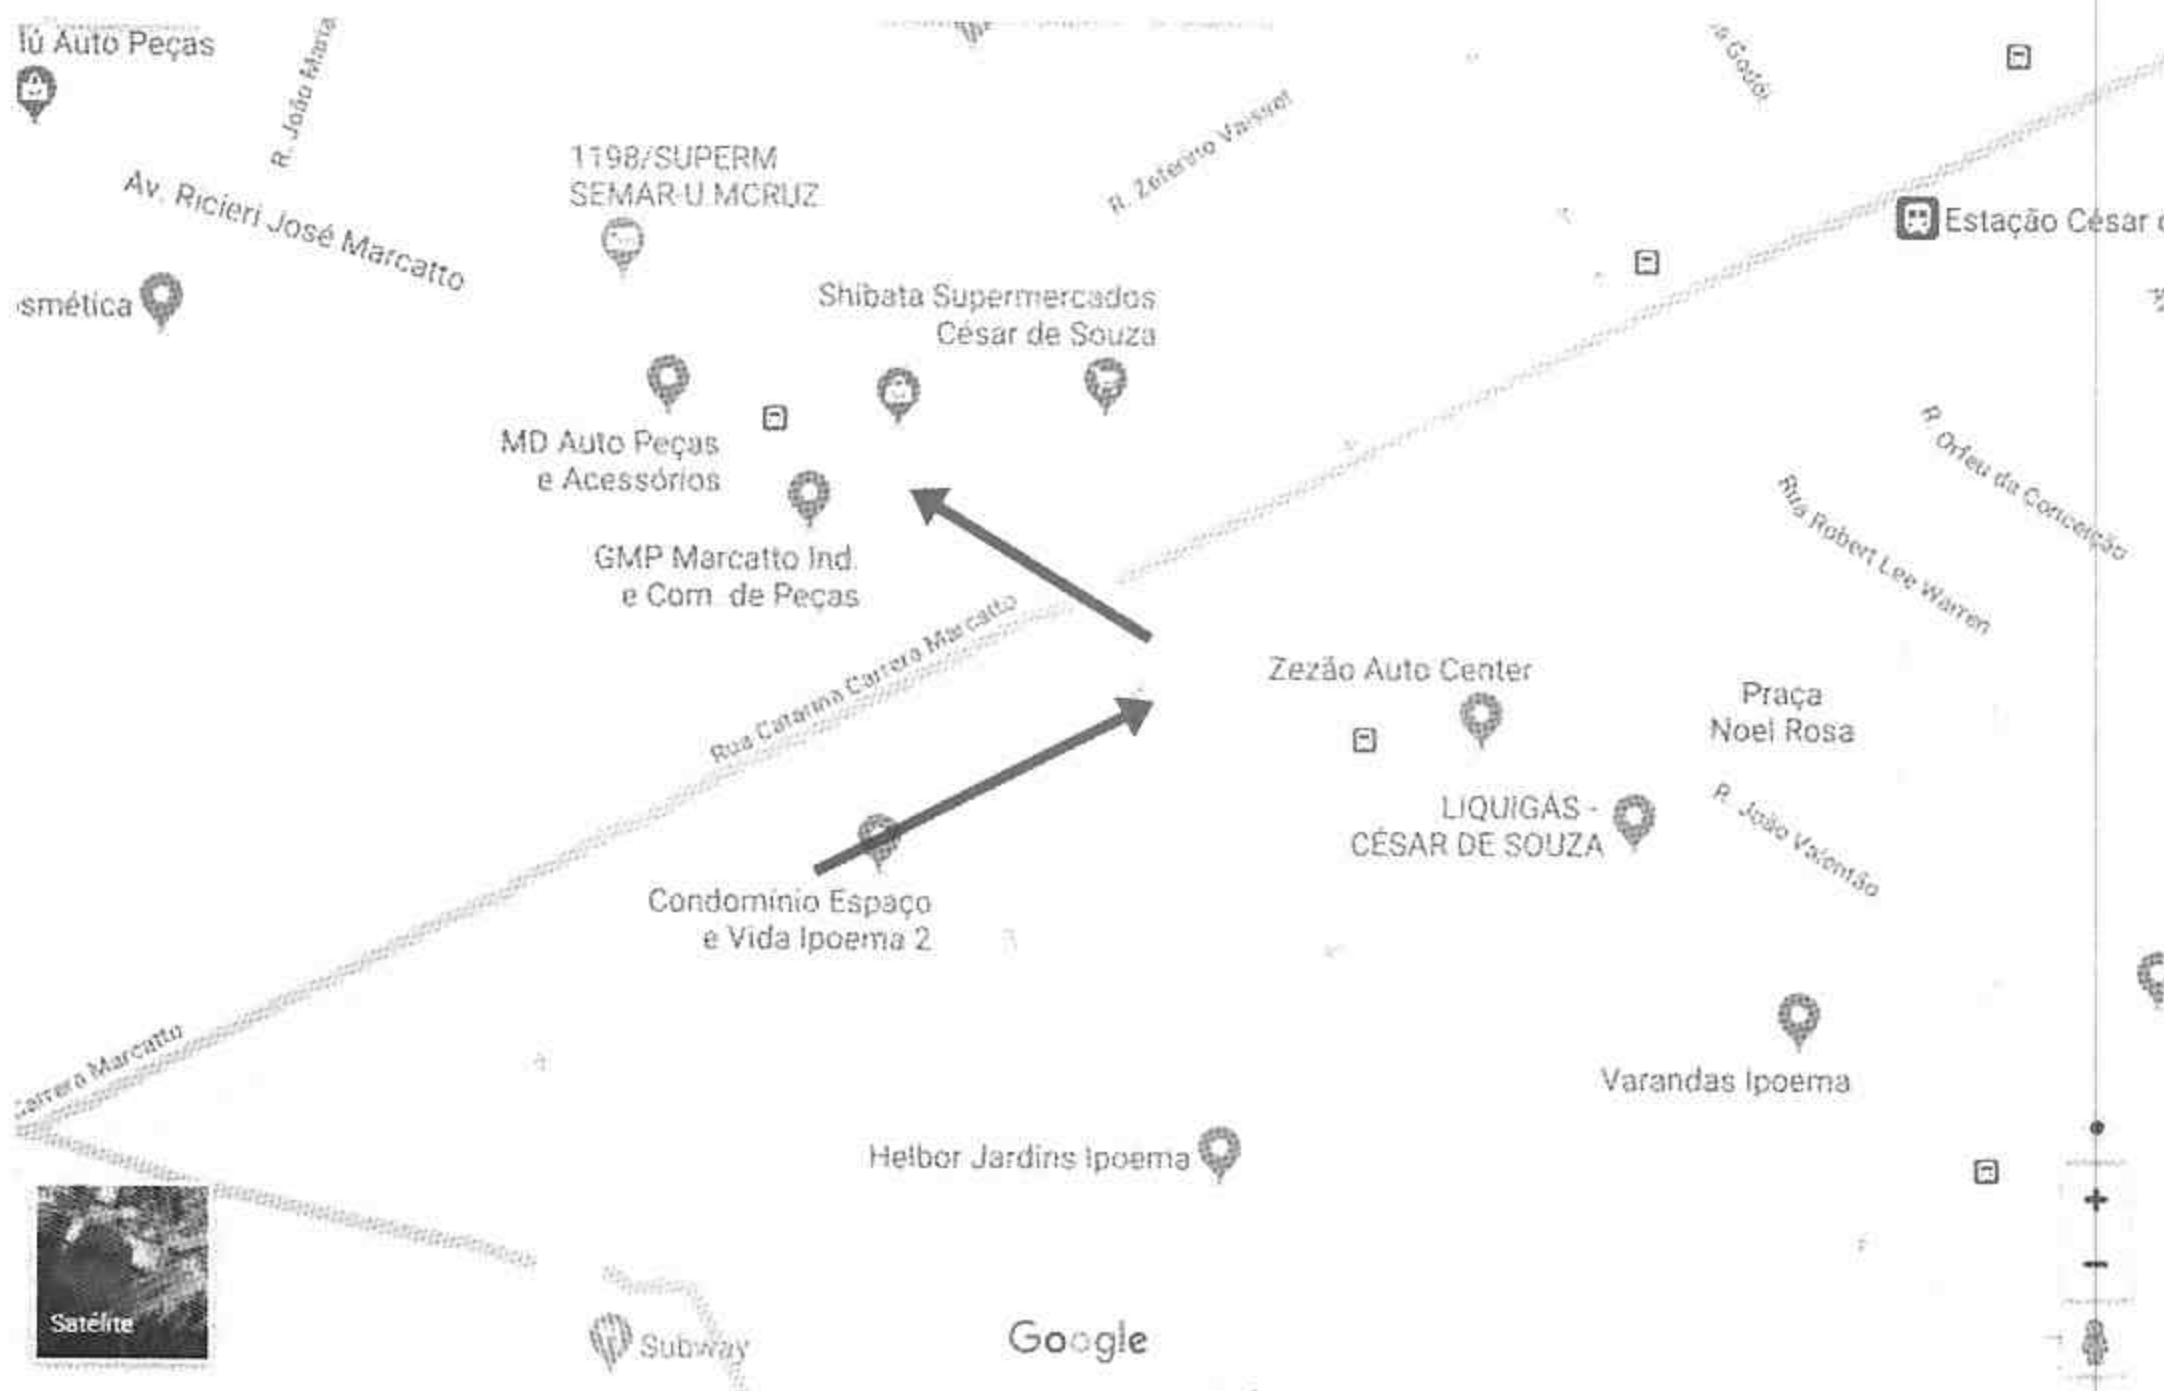 lú Auto Peças
R. João Maria
Av. Ricieri José Marcatto
1198/SUPERM
SEMAR-U.MCRUZ
R. Zeferino
Godói
Estação César
smética
Shibata Supermercados
César de Souza
MD Auto Peças
e Acessórios
GMP Marcatto Ind.
e Com. de Peças
R. Orfeu da Conceição
Rua Robert Lee Warren
Rua Catarina Carrera Marcatto
Zezão Auto Center
Praça
Noel Rosa
LIQUIGÁS -
CÉSAR DE SOUZA
R. João Valentão
Condomínio Espaço
e Vida Ipoema 2
Carrera Marcatto
Varandas Ipoema
Helbor Jardins Ipoema
Satélite
Subway
Google